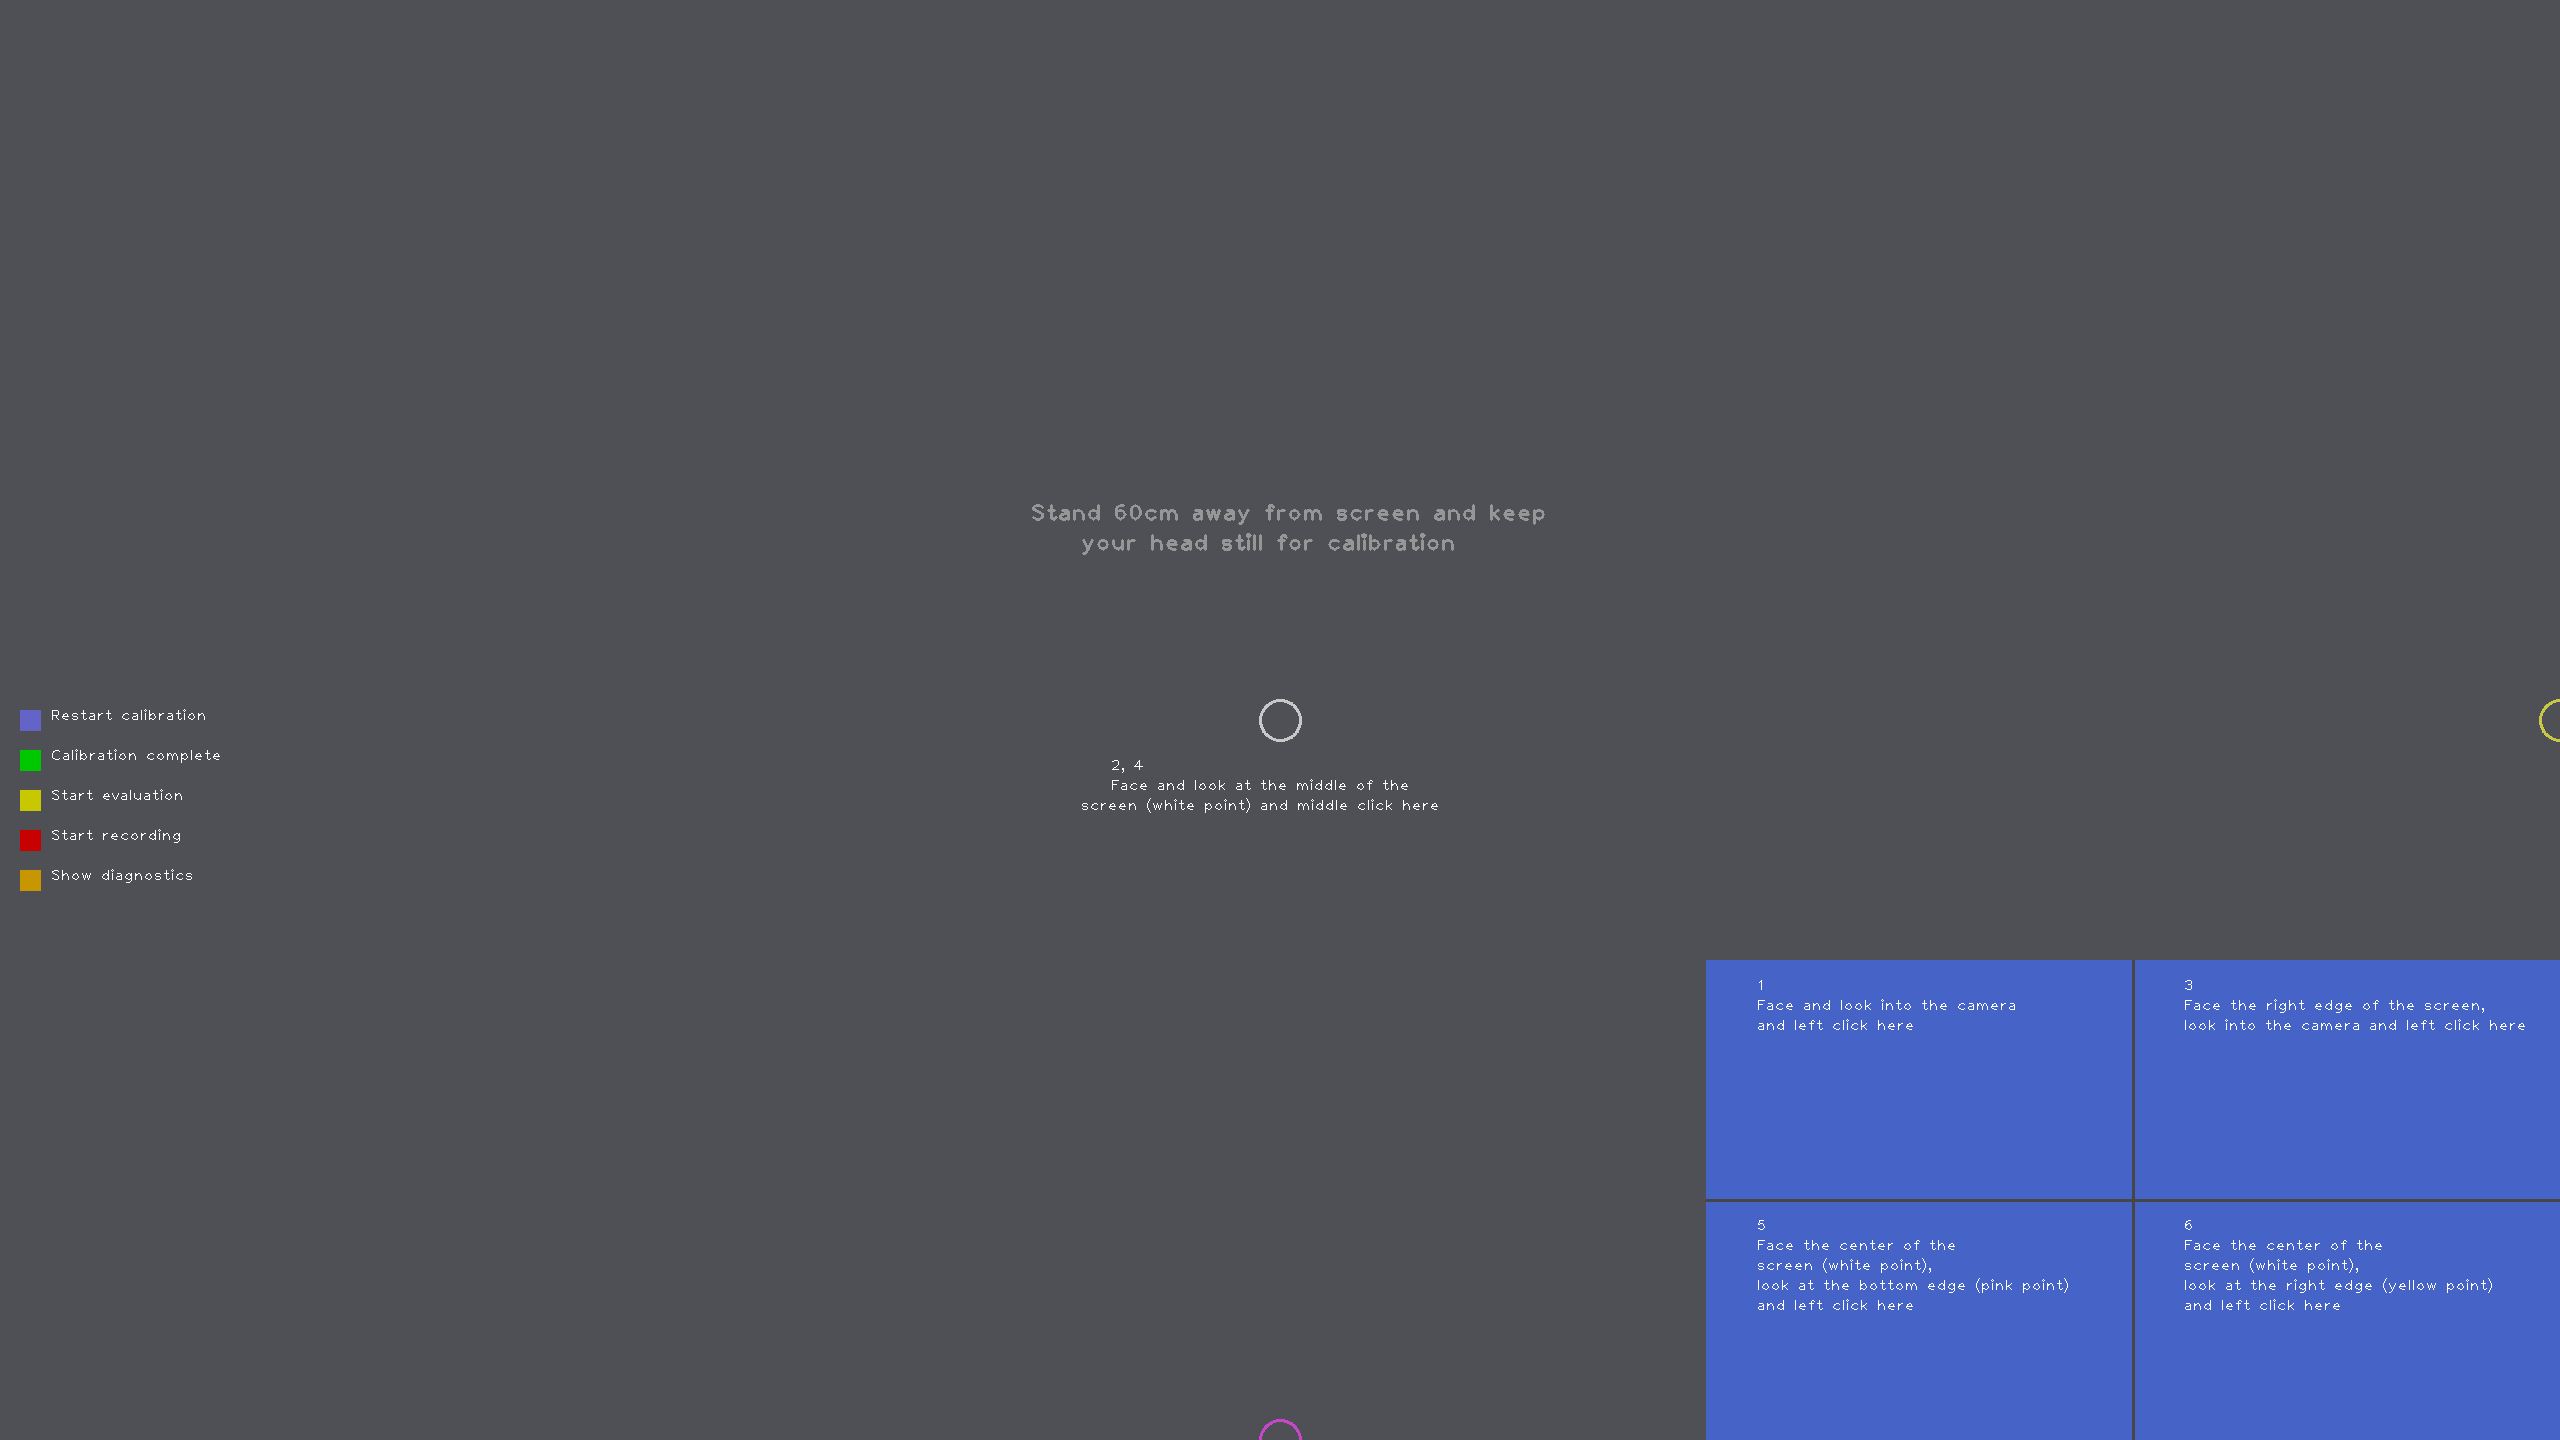 Stand 60cm away from screen and keep
your head still for calibration
Restart calibration
Calibration complete
Start evaluation
Start recording
Show diagnostics
2, 4
Face and look at the middle of the
screen (white point) and middle click here
1
Face and look into the camera
and left click here
3
Face the right edge of the screen,
look into the camera and left click here
5
Face the center of the
screen (white point),
look at the bottom edge (pink point)
and left click here
6
Face the center of the
screen (white point),
look at the right edge (yellow point)
and left click here